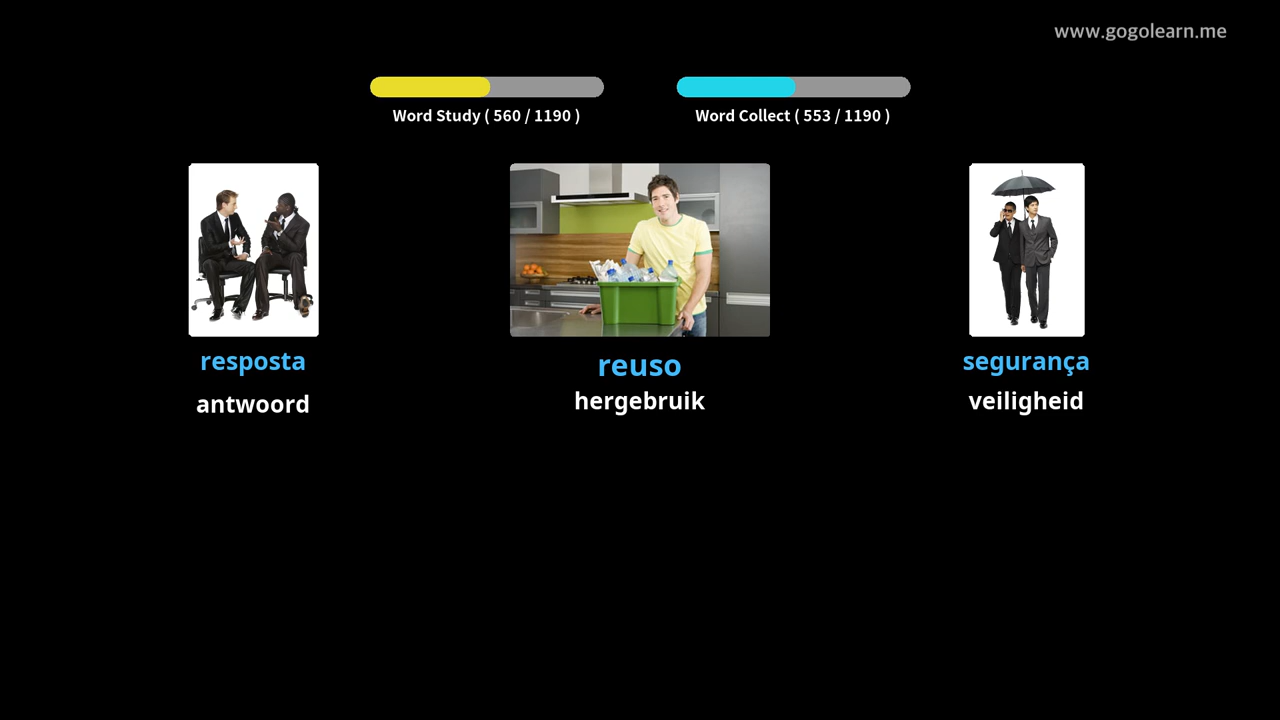 www.gogolearn.me
Word Study ( 560 / 1190 )
Word Collect ( 553 / 1190 )
resposta
antwoord
reuso
hergebruik
segurança
veiligheid